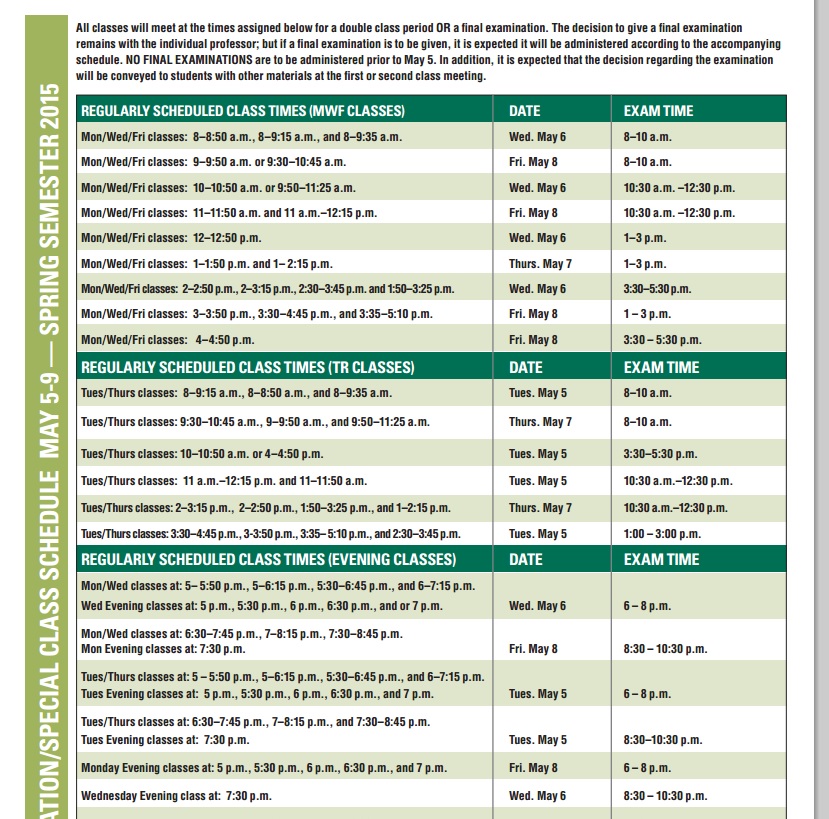 All classes will meet at the times assigned below for a double class period OR a final examination. The decision to give a final examination
remains with the individual professor; but if a final examination is to be given, it is expected it will be administered according to the accompanying
schedule. NO FINAL EXAMINATIONS are to be administered prior to May 5. In addition, it is expected that the decision regarding the examination
will be conveyed to students with other materials at the first or second class meeting.
ATION/SPECIAL CLASS SCHEDULE MAY 5-9 — SPRING SEMESTER 2015
REGULARLY SCHEDULED CLASS TIMES (MWF CLASSES) DATE EXAM TIME
Mon/Wed/Fri classes: 8–8:50 a.m., 8–9:15 a.m., and 8–9:35 a.m. Wed. May 6 8–10 a.m.
Mon/Wed/Fri classes: 9–9:50 a.m. or 9:30–10:45 a.m. Fri. May 8 8–10 a.m.
Mon/Wed/Fri classes: 10–10:50 a.m. or 9:50–11:25 a.m. Wed. May 6 10:30 a.m. –12:30 p.m.
Mon/Wed/Fri classes: 11–11:50 a.m. and 11 a.m.–12:15 p.m. Fri. May 8 10:30 a.m. –12:30 p.m.
Mon/Wed/Fri classes: 12–12:50 p.m. Wed. May 6 1–3 p.m.
Mon/Wed/Fri classes: 1–1:50 p.m. and 1– 2:15 p.m. Thurs. May 7 1–3 p.m.
Mon/Wed/Fri classes: 2–2:50 p.m., 2–3:15 p.m., 2:30–3:45 p.m. and 1:50–3:25 p.m. Wed. May 6 3:30–5:30 p.m.
Mon/Wed/Fri classes: 3–3:50 p.m., 3:30–4:45 p.m., and 3:35–5:10 p.m. Fri. May 8 1 – 3 p.m.
Mon/Wed/Fri classes: 4–4:50 p.m. Fri. May 8 3:30 – 5:30 p.m.
REGULARLY SCHEDULED CLASS TIMES (TR CLASSES) DATE EXAM TIME
Tues/Thurs classes: 8–9:15 a.m., 8–8:50 a.m., and 8–9:35 a.m. Tues. May 5 8–10 a.m.
Tues/Thurs classes: 9:30–10:45 a.m., 9–9:50 a.m., and 9:50–11:25 a.m. Thurs. May 7 8–10 a.m.
Tues/Thurs classes: 10–10:50 a.m. or 4–4:50 p.m. Tues. May 5 3:30–5:30 p.m.
Tues/Thurs classes: 11 a.m.–12:15 p.m. and 11–11:50 a.m. Tues. May 5 10:30 a.m.–12:30 p.m.
Tues/Thurs classes: 2–3:15 p.m., 2–2:50 p.m., 1:50–3:25 p.m., and 1–2:15 p.m. Thurs. May 7 10:30 a.m.–12:30 p.m.
Tues/Thurs classes: 3:30–4:45 p.m., 3-3:50 p.m., 3:35– 5:10 p.m., and 2:30–3:45 p.m. Tues. May 5 1:00 – 3:00 p.m.
REGULARLY SCHEDULED CLASS TIMES (EVENING CLASSES) DATE EXAM TIME
Mon/Wed classes at: 5– 5:50 p.m., 5–6:15 p.m., 5:30–6:45 p.m., and 6–7:15 p.m.
Wed Evening classes at: 5 p.m., 5:30 p.m., 6 p.m., 6:30 p.m., and or 7 p.m. Wed. May 6 6 – 8 p.m.
Mon/Wed classes at: 6:30–7:45 p.m., 7–8:15 p.m., 7:30–8:45 p.m.
Mon Evening classes at: 7:30 p.m. Fri. May 8 8:30 – 10:30 p.m.
Tues/Thurs classes at: 5 – 5:50 p.m., 5–6:15 p.m., 5:30–6:45 p.m., and 6–7:15 p.m.
Tues Evening classes at: 5 p.m., 5:30 p.m., 6 p.m., 6:30 p.m., and 7 p.m. Tues. May 5 6 – 8 p.m.
Tues/Thurs classes at: 6:30–7:45 p.m., 7–8:15 p.m., and 7:30–8:45 p.m.
Tues Evening classes at: 7:30 p.m. Tues. May 5 8:30–10:30 p.m.
Monday Evening classes at: 5 p.m., 5:30 p.m., 6 p.m., 6:30 p.m., and 7 p.m. Fri. May 8 6 – 8 p.m.
Wednesday Evening class at: 7:30 p.m. Wed. May 6 8:30 – 10:30 p.m.